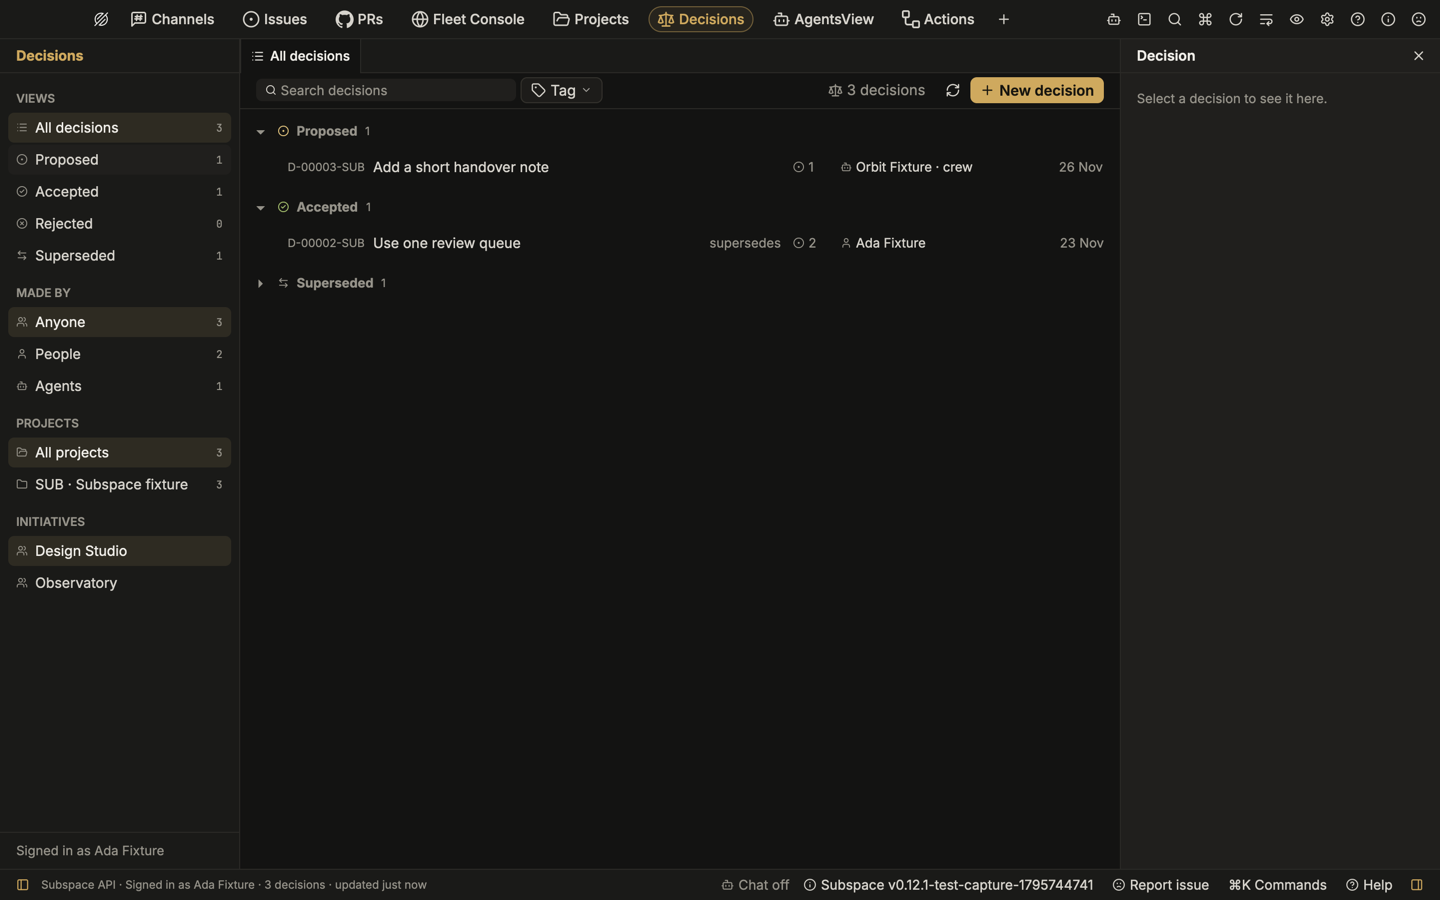 Channels Issues PRs Fleet Console Projects Decisions AgentsView Actions
Decisions
All decisions
Decision
Search decisions Tag 3 decisions New decision
Select a decision to see it here.
VIEWS
All decisions 3
Proposed 1
Accepted 1
Rejected 0
Superseded 1
MADE BY
Anyone 3
People 2
Agents 1
PROJECTS
All projects 3
SUB · Subspace fixture 3
INITIATIVES
Design Studio
Observatory
Proposed 1
D-00003-SUB Add a short handover note 1 Orbit Fixture · crew 26 Nov
Accepted 1
D-00002-SUB Use one review queue supersedes 2 Ada Fixture 23 Nov
Superseded 1
Signed in as Ada Fixture
Subspace API · Signed in as Ada Fixture · 3 decisions · updated just now
Chat off Subspace v0.12.1-test-capture-1795744741 Report issue ⌘K Commands Help